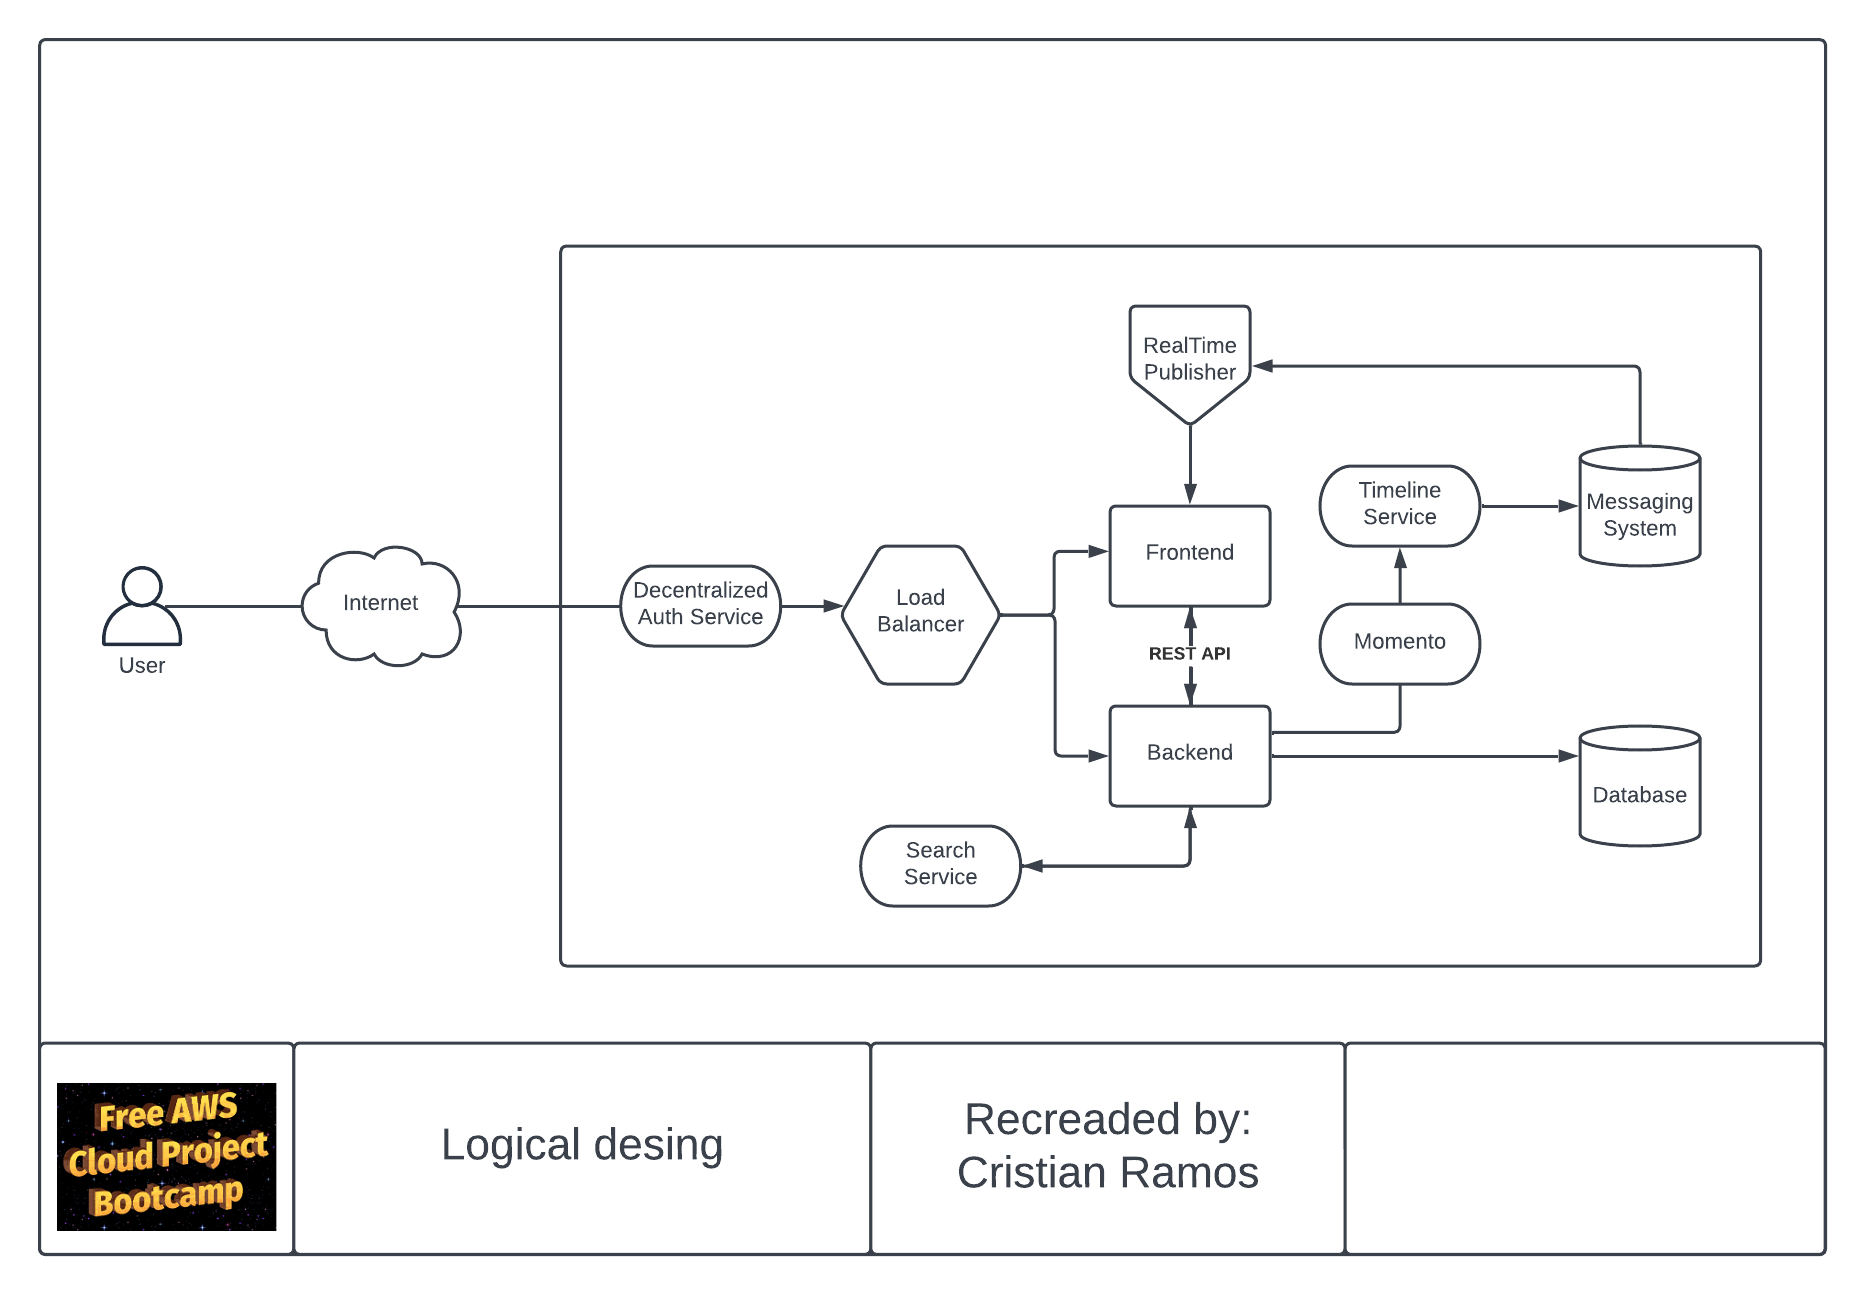 RealTime
Publisher
Timeline
Service
Messaging
System
Frontend
Internet
Decentralized
Auth Service
Load
Balancer
User
REST API
Momento
Backend
Database
Search
Service
Free AWS
Cloud Project
Bootcamp
Logical desing
Recreaded by:
Cristian Ramos